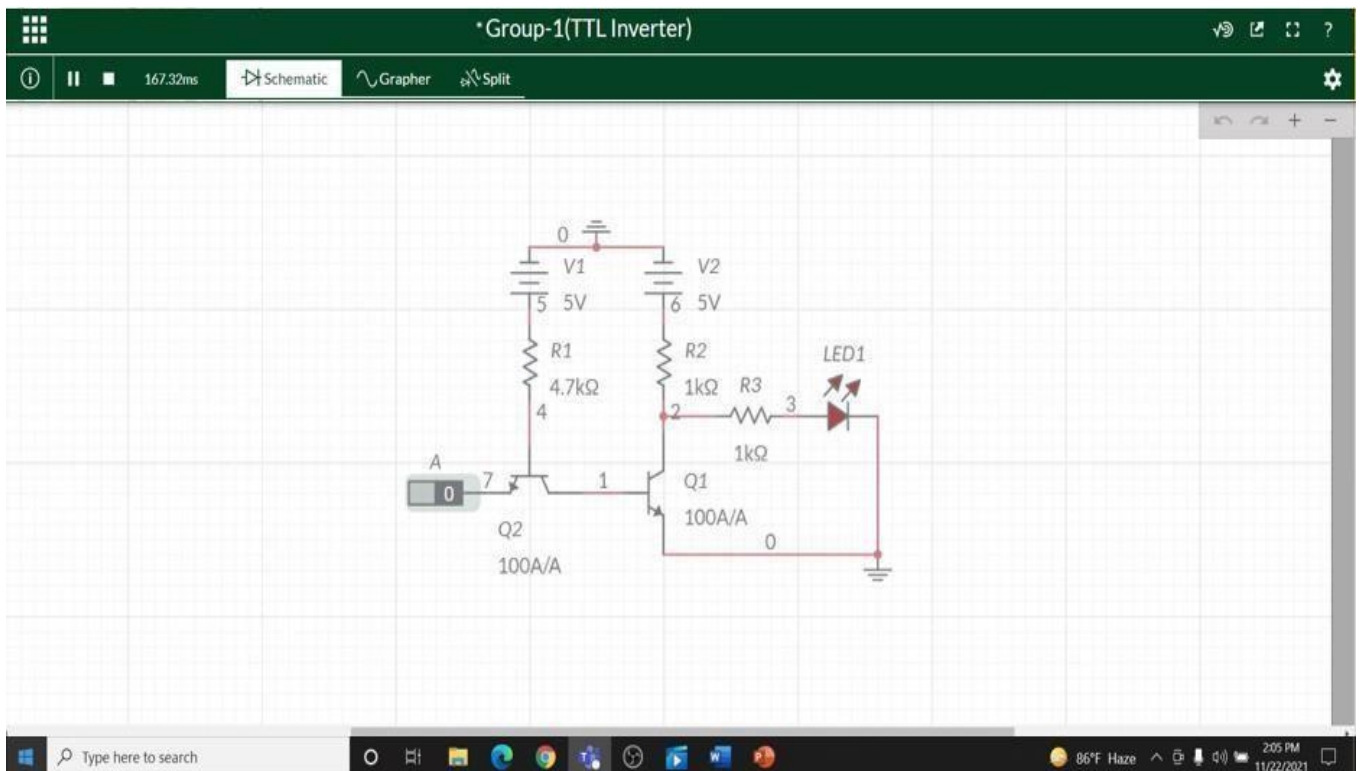 *Group-1(TTL Inverter)
?
167.32ms Schematic Grapher Split
0
V1 V2
5 5V 6 5V
R1 R2 LED1
4.7kΩ 1kΩ R3 3
4 2
1kΩ
A
7 1 Q1
0
Q2 100A/A
0
100A/A
Type here to search
86°F Haze 2:05 PM
11/22/2021